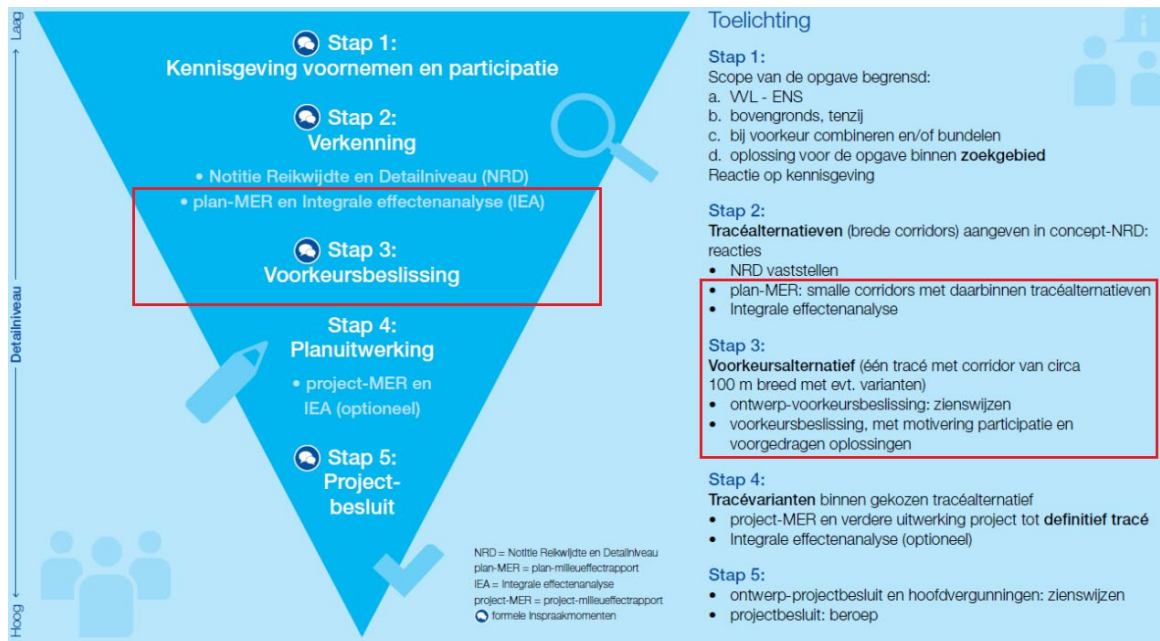 Laag
Detailniveau
Hoog
Stap 1:
Kennisgeving voornemen en participatie
Stap 2:
Verkenning
• Notitie Reikwijdte en Detailniveau (NRD)
• plan-MER en Integrale effectenanalyse (IEA)
Stap 3:
Voorkeursbeslissing
Stap 4:
Planuitwerking
• project-MER en
IEA (optioneel)
Stap 5:
Project-
besluit
NRD = Notitie Reikwijdte en Detailniveau
plan-MER = plan-milieueffectrapport
IEA = Integrale effectenanalyse
project-MER = project-milieueffectrapport
formele inspraakmomenten
Toelichting
Stap 1:
Scope van de opgave begrensd:
a. VVL - ENS
b. bovengronds, tenzij
c. bij voorkeur combineren en/of bundelen
d. oplossing voor de opgave binnen zoekgebied
Reactie op kennisgeving
Stap 2:
Tracéalternatieven (brede corridors) aangeven in concept-NRD:
reacties
• NRD vaststellen
• plan-MER: smalle corridors met daarbinnen tracéalternatieven
• Integrale effectenanalyse
Stap 3:
Voorkeursalternatief (één tracé met corridor van circa
100 m breed met evt. varianten)
• ontwerp-voorkeursbeslissing: zienswijzen
• voorkeursbeslissing, met motivering participatie en
voorgedragen oplossingen
Stap 4:
Tracévarianten binnen gekozen tracéalternatief
• project-MER en verdere uitwerking project tot definitief tracé
• Integrale effectenanalyse (optioneel)
Stap 5:
• ontwerp-projectbesluit en hoofdvergunningen: zienswijzen
• projectbesluit: beroep